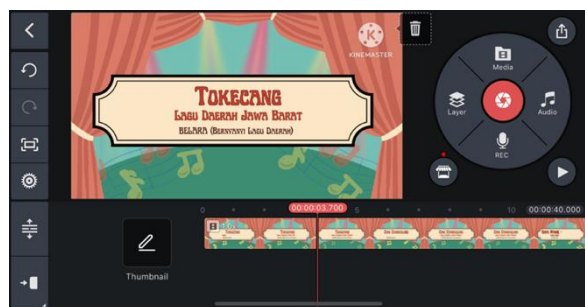 KINEMASTER
TOKECANG
LAGU DAERAH JAWA BARAT
BELARA (BERNYANYI LAGU DAERAH)
Media
Layer
Audio
REC
0
00:00:03.700
5
10
00:00:40.000
Thumbnail